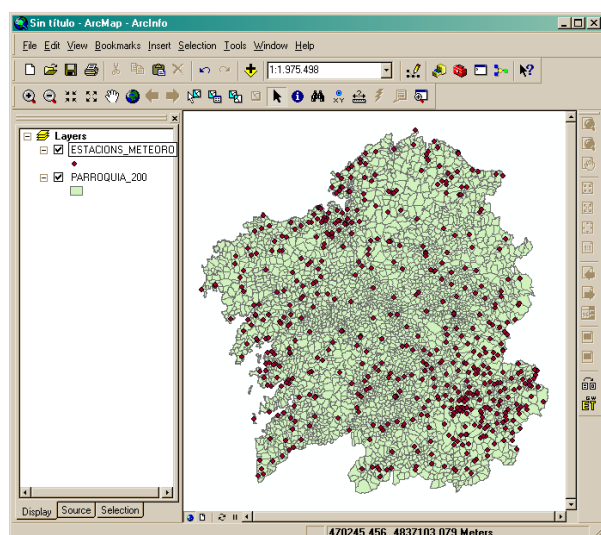 Sin título - ArcMap - ArcInfo
File Edit View Bookmarks Insert Selection Tools Window Help
1:1.975.498
Layers
ESTACIONS_METEORO
PARROQUIA_200
Display Source Selection
470245,456 4837103,079 Meters